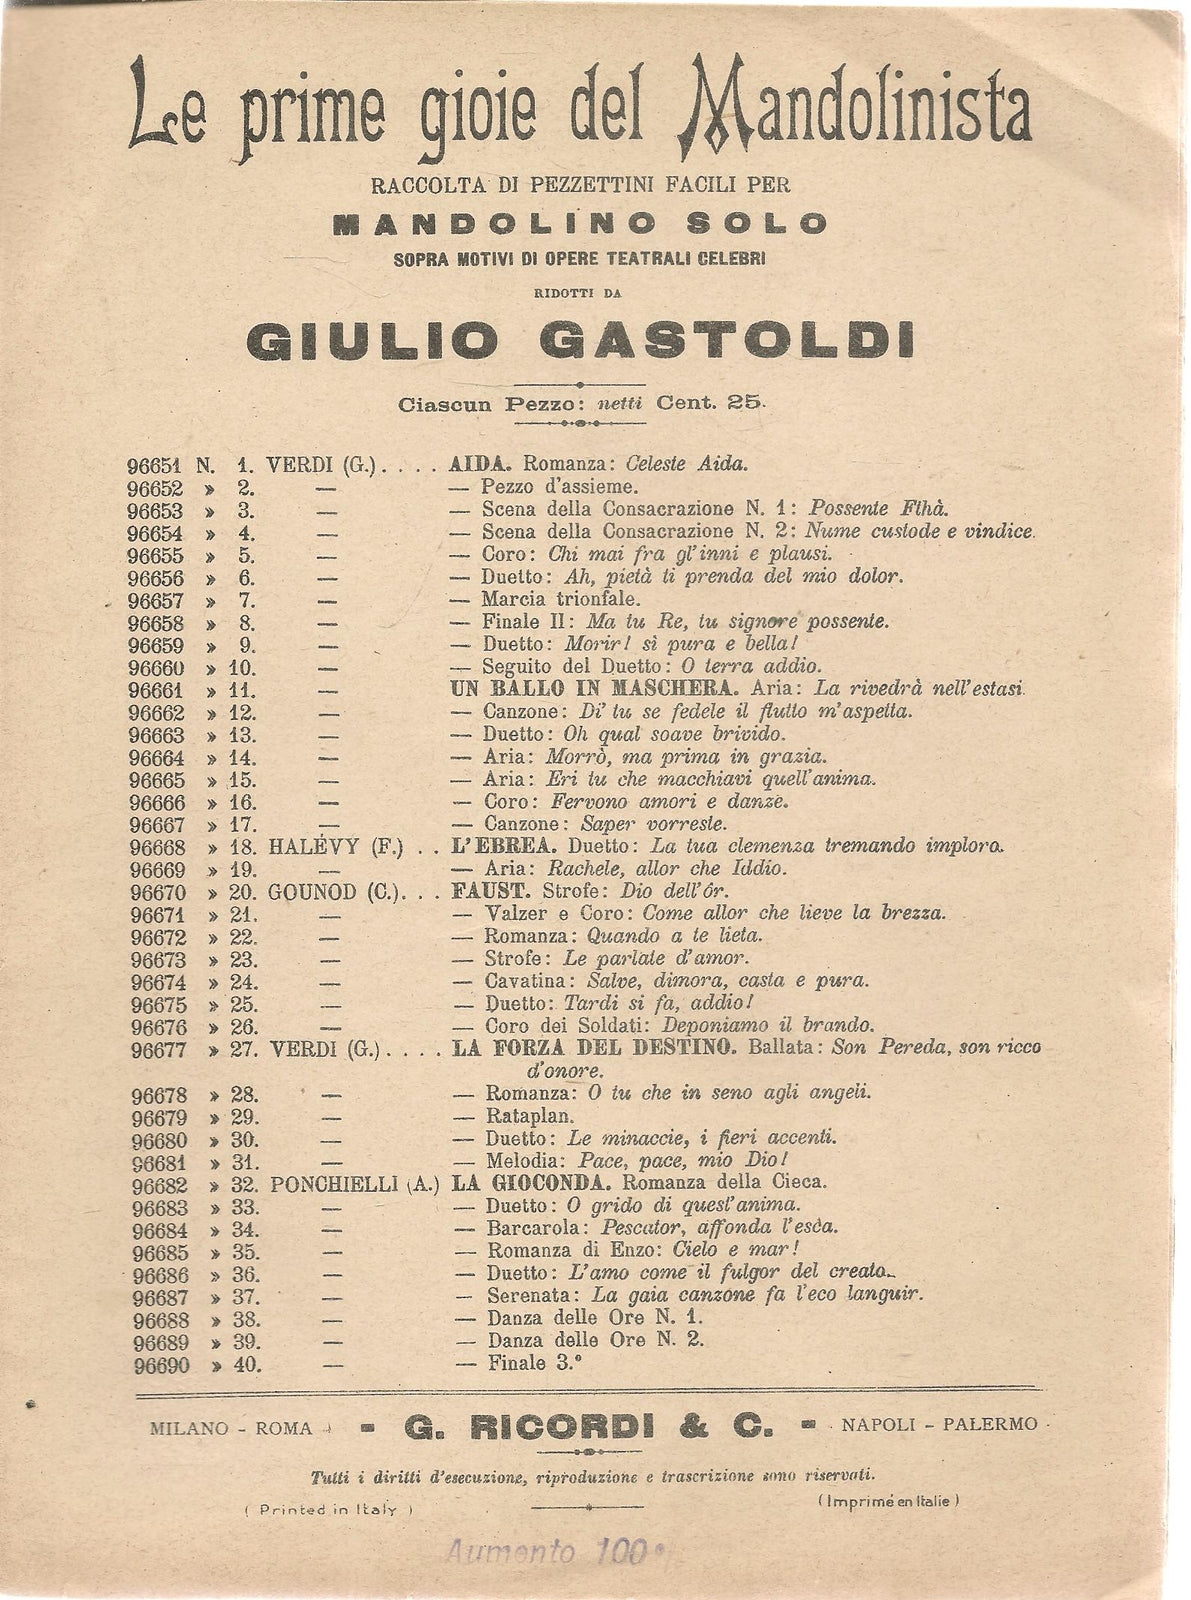 Le prime gioie del Mandolinista
RACCOLTA DI PEZZETTINI FACILI PER
MANDOLINO SOLO
SOPRA MOTIVI DI OPERE TEATRALI CELEBRI
RIDOTTI DA
GIULIO GASTOLDI
Ciascun Pezzo: netti Cent. 25.
96651 N. 1. VERDI (G.). . . . AIDA. Romanza: Celeste Aida.
96652 » 2. — — Pezzo d'assieme.
96653 » 3. — — Scena della Consacrazione N. 1: Possente Fthà.
96654 » 4. — — Scena della Consacrazione N. 2: Nume custode e vindice.
96655 » 5. — — Coro: Chi mai fra gl'inni e plausi.
96656 » 6. — — Duetto: Ah, pietà ti prenda del mio dolor.
96657 » 7. — — Marcia trionfale.
96658 » 8. — — Finale II: Ma tu Re, tu signore possente.
96659 » 9. — — Duetto: Morir! sì pura e bella!
96660 » 10. — — Seguito del Duetto: O terra addio.
96661 » 11. — UN BALLO IN MASCHERA. Aria: La rivedrà nell'estasi.
96662 » 12. — — Canzone: Di' tu se fedele il flutto m'aspetta.
96663 » 13. — — Duetto: Oh qual soave brivido.
96664 » 14. — — Aria: Morrò, ma prima in grazia.
96665 » 15. — — Aria: Eri tu che macchiavi quell'anima.
96666 » 16. — — Coro: Fervono amori e danze.
96667 » 17. — — Canzone: Saper vorreste.
96668 » 18. HALÉVY (F.) . . L'EBREA. Duetto: La tua clemenza tremando imploro.
96669 » 19. — — Aria: Rachele, allor che Iddio.
96670 » 20. GOUNOD (C.). . . FAUST. Strofe: Dio dell'ôr.
96671 » 21. — — Valzer e Coro: Come allor che lieve la brezza.
96672 » 22. — — Romanza: Quando a te lieta.
96673 » 23. — — Strofe: Le parlate d'amor.
96674 » 24. — — Cavatina: Salve, dimora, casta e pura.
96675 » 25. — — Duetto: Tardi si fa, addio!
96676 » 26. — — Coro dei Soldati: Deponiamo il brando.
96677 » 27. VERDI (G.). . . . LA FORZA DEL DESTINO. Ballata: Son Pereda, son ricco
d'onore.
96678 » 28. — — Romanza: O tu che in seno agli angeli.
96679 » 29. — — Rataplan.
96680 » 30. — — Duetto: Le minaccie, i fieri accenti.
96681 » 31. — — Melodia: Pace, pace, mio Dio!
96682 » 32. PONCHIELLI (A.) LA GIOCONDA. Romanza della Cieca.
96683 » 33. — — Duetto: O grido di quest'anima.
96684 » 34. — — Barcarola: Pescator, affonda l'esca.
96685 » 35. — — Romanza di Enzo: Cielo e mar!
96686 » 36. — — Duetto: L'amo come il fulgor del creato.
96687 » 37. — — Serenata: La gaia canzone fa l'eco languir.
96688 » 38. — — Danza delle Ore N. 1.
96689 » 39. — — Danza delle Ore N. 2.
96690 » 40. — — Finale 3.º
MILANO - ROMA - G. RICORDI & C. - NAPOLI - PALERMO
Tutti i diritti d'esecuzione, riproduzione e trascrizione sono riservati.
(Printed in Italy) (Imprimé en Italie)
Aumento 100